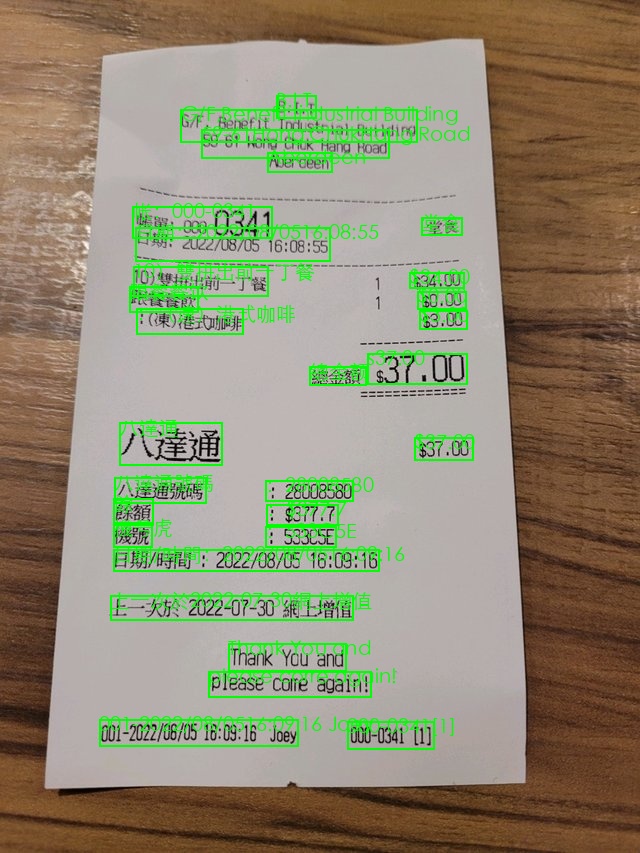 R.I.T
G/F, Benefit Industrial Building
59-61 Wong Chuk Hang Road
Aberdeen
帳單: 000-0341 堂食
日期: 2022/08/05 16:08:55
10)雙拼出前一丁餐 1 $34.00
跟餐餐飲 1 $0.00
:(凍)港式咖啡 $3.00
總金額 $37.00
八達通 $37.00
八達通號碼 : 28008580
餘額 : $377.7
機號 : 53305E
日期/時間 : 2022/08/05 16:09:16
上一次於 2022-07-30 網上增值
Thank You and
please come again!
001-2022/08/05 16:09:16 Joey 000-0341 [1]